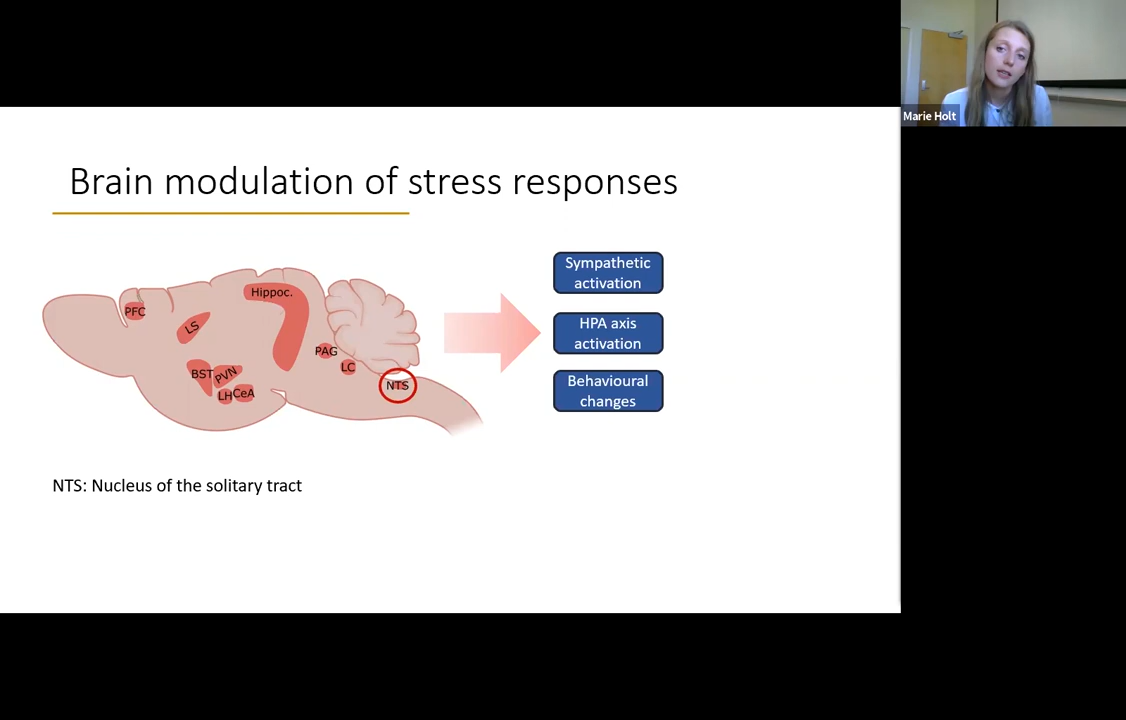 Marie Holt
Brain modulation of stress responses
PFC
LS
Hippoc.
BST
PVN
LH
CeA
PAG
LC
NTS
Sympathetic
activation
HPA axis
activation
Behavioural
changes
NTS: Nucleus of the solitary tract